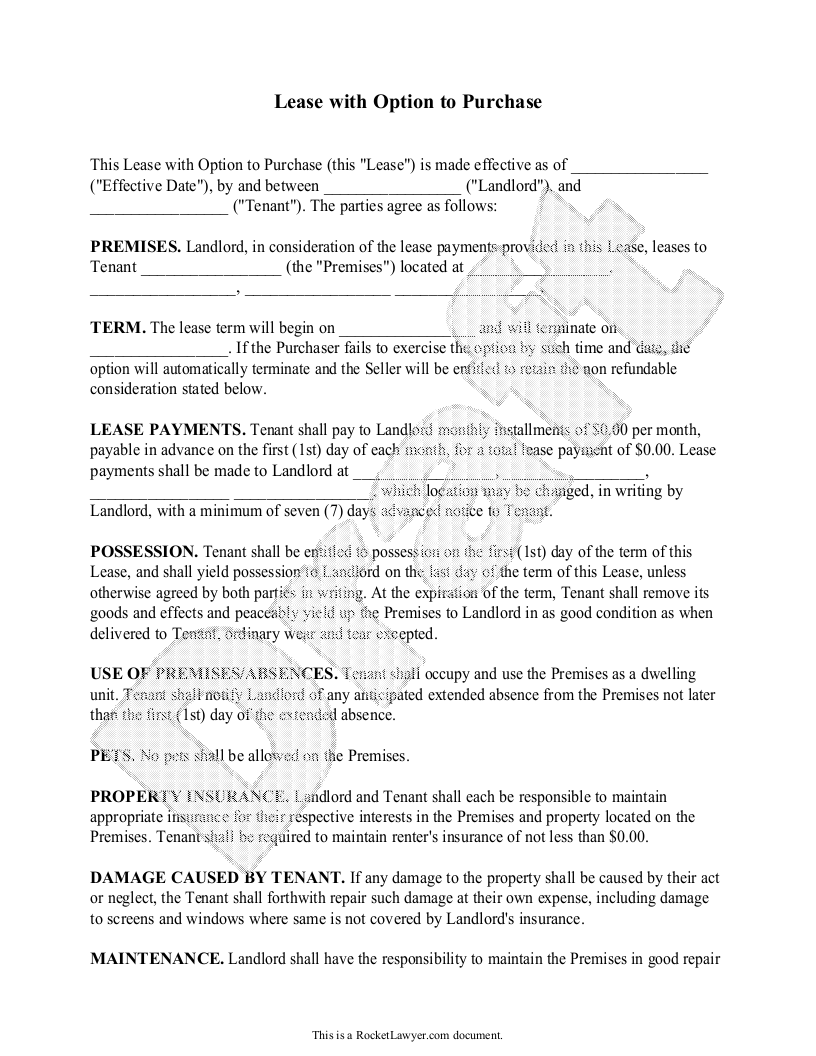 Lease with Option to Purchase
This Lease with Option to Purchase (this "Lease") is made effective as of _________________
("Effective Date"), by and between _________________ ("Landlord"), and
_________________ ("Tenant"). The parties agree as follows:
PREMISES. Landlord, in consideration of the lease payments provided in this Lease, leases to
Tenant _________________ (the "Premises") located at _________________,
_________________, _________________ _________________.
TERM. The lease term will begin on _________________ and will terminate on
_________________. If the Purchaser fails to exercise the option by such time and date, the
option will automatically terminate and the Seller will be entitled to retain the non refundable
consideration stated below.
LEASE PAYMENTS. Tenant shall pay to Landlord monthly installments of $0.00 per month,
payable in advance on the first (1st) day of each month, for a total lease payment of $0.00. Lease
payments shall be made to Landlord at _________________, _________________,
_________________ _________________, which location may be changed, in writing by
Landlord, with a minimum of seven (7) days advanced notice to Tenant.
POSSESSION. Tenant shall be entitled to possession on the first (1st) day of the term of this
Lease, and shall yield possession to Landlord on the last day of the term of this Lease, unless
otherwise agreed by both parties in writing. At the expiration of the term, Tenant shall remove its
goods and effects and peaceably yield up the Premises to Landlord in as good condition as when
delivered to Tenant, ordinary wear and tear excepted.
USE OF PREMISES/ABSENCES. Tenant shall occupy and use the Premises as a dwelling
unit. Tenant shall notify Landlord of any anticipated extended absence from the Premises not later
than the first (1st) day of the extended absence.
PETS. No pets shall be allowed on the Premises.
PROPERTY INSURANCE. Landlord and Tenant shall each be responsible to maintain
appropriate insurance for their respective interests in the Premises and property located on the
Premises. Tenant shall be required to maintain renter's insurance of not less than $0.00.
DAMAGE CAUSED BY TENANT. If any damage to the property shall be caused by their act
or neglect, the Tenant shall forthwith repair such damage at their own expense, including damage
to screens and windows where same is not covered by Landlord's insurance.
MAINTENANCE. Landlord shall have the responsibility to maintain the Premises in good repair
This is a RocketLawyer.com document.
Draft